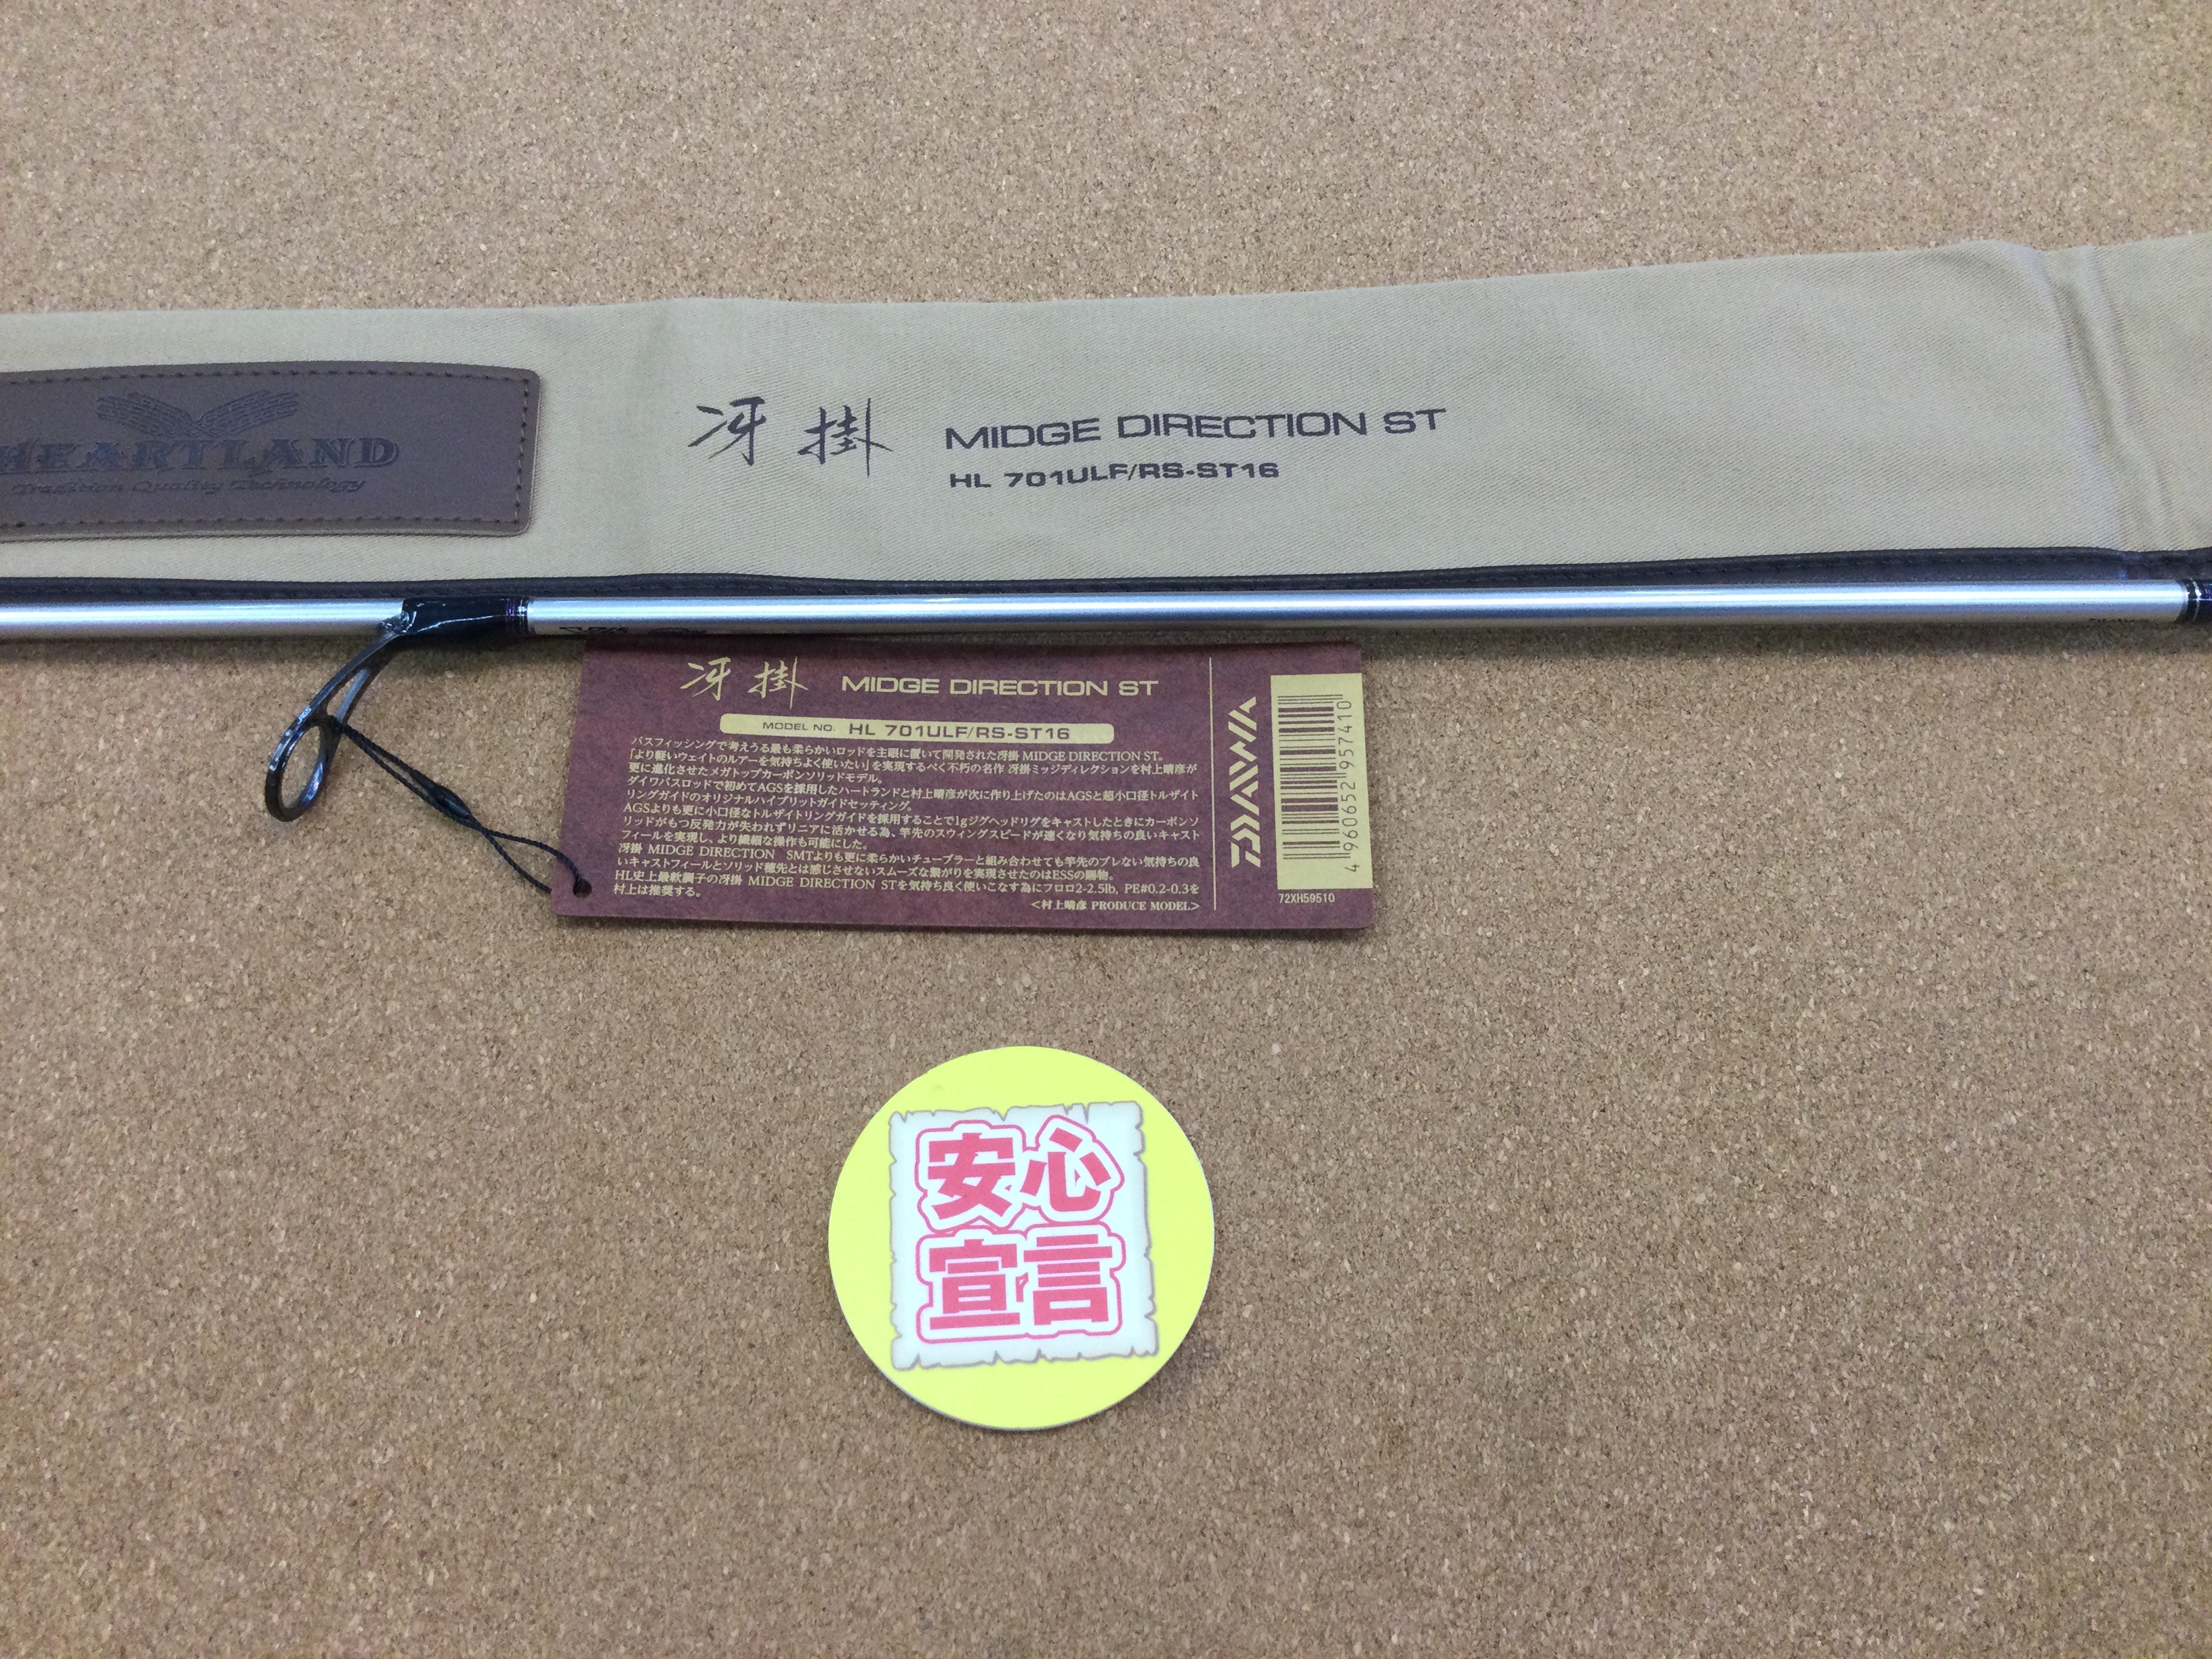 HEARTLAND
Tradition Quality Technology
冴掛 MIDGE DIRECTION ST
HL 701ULF/RS-ST16
冴掛 MIDGE DIRECTION ST
MODEL NO. HL 701ULF/RS-ST16
バスフィッシングで考えうる最も柔らかいロッドを主眼に置いて開発された冴掛 MIDGE DIRECTION ST。
「より軽いウェイトのルアーを気持ちよく使いたい」を実現するべく不朽の名作 冴掛ミッジディレクションを村上晴彦が
更に進化させたメガトップカーボンソリッドモデル。
ダイワバスロッドで初めてAGSを採用したハートランドと村上晴彦が次に作り上げたのはAGSと超小口径トルザイト
リングガイドのオリジナルハイブリットガイドセッティング。
AGSよりも更に小口径なトルザイトリングガイドを採用することで1gジグヘッドリグをキャストしたときにカーボンソ
リッドがもつ反発力が失われずリニアに活かせる為、竿先のスウィングスピードが速くなり気持ちの良いキャスト
フィールを実現し、より繊細な操作も可能にした。
冴掛 MIDGE DIRECTION SMTよりも更に柔らかいチューブラーと組み合わせても竿先のブレない気持ちの良
いキャストフィールとソリッド穂先とは感じさせないスムーズな繋がりを実現させたのはESSの賜物。
HL史上最軟調子の冴掛 MIDGE DIRECTION STを気持ち良く使いこなす為にフロロ2-2.5lb, PE#0.2-0.3を
村上は推奨する。
<村上晴彦 PRODUCE MODEL>
DAIWA
4 960652 957410
72XH59510
安心
宣言